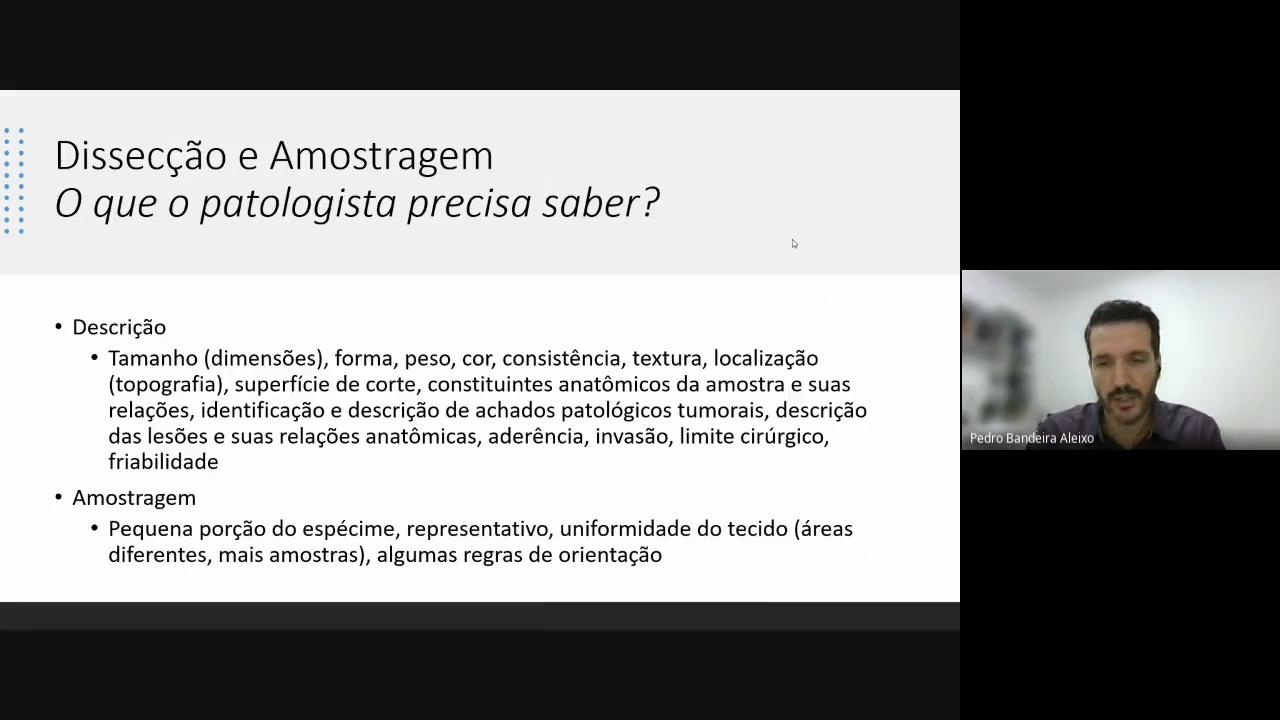 Dissecção e Amostragem
O que o patologista precisa saber?
• Descrição
• Tamanho (dimensões), forma, peso, cor, consistência, textura, localização
(topografia), superfície de corte, constituintes anatômicos da amostra e suas
relações, identificação e descrição de achados patológicos tumorais, descrição
das lesões e suas relações anatômicas, aderência, invasão, limite cirúrgico,
friabilidade
• Amostragem
• Pequena porção do espécime, representativo, uniformidade do tecido (áreas
diferentes, mais amostras), algumas regras de orientação
Pedro Bandeira Aleixo